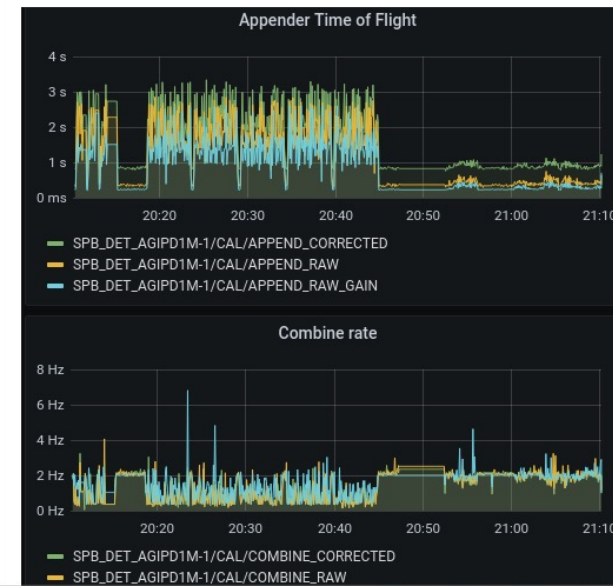 Appender Time of Flight
4 s
3 s
2 s
1 s
0 ms
20:20 20:30 20:40 20:50 21:00 21:10
SPB_DET_AGIPD1M-1/CAL/APPEND_CORRECTED
SPB_DET_AGIPD1M-1/CAL/APPEND_RAW
SPB_DET_AGIPD1M-1/CAL/APPEND_RAW_GAIN
Combine rate
8 Hz
6 Hz
4 Hz
2 Hz
0 Hz
20:20 20:30 20:40 20:50 21:00 21:10
SPB_DET_AGIPD1M-1/CAL/COMBINE_CORRECTED
SPB_DET_AGIPD1M-1/CAL/COMBINE_RAW